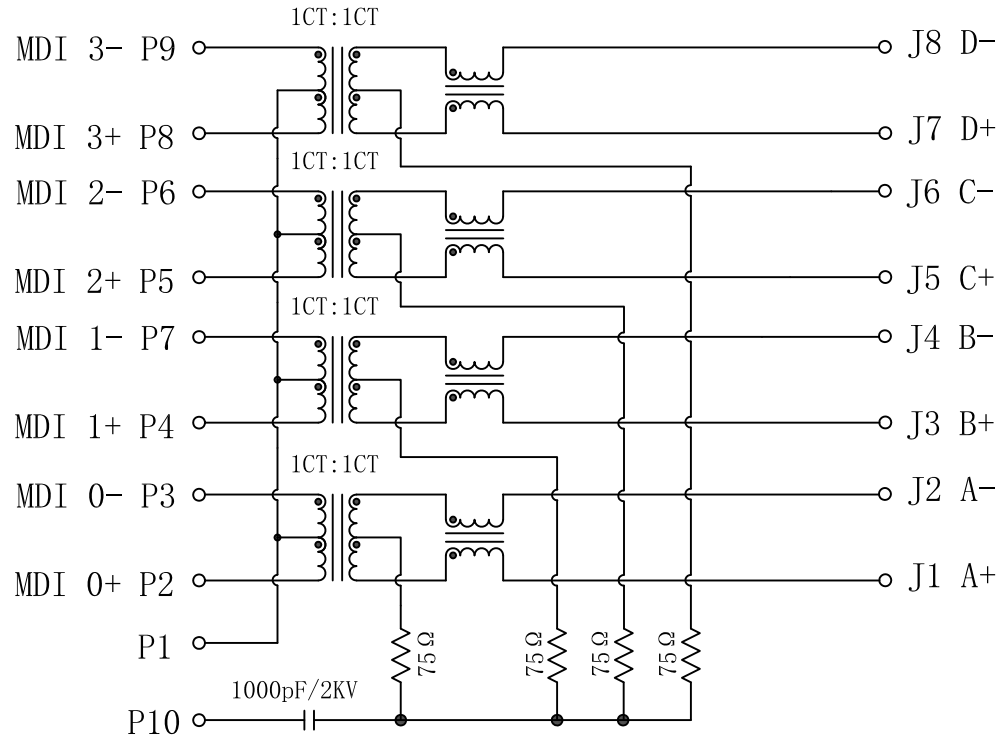 1CT:1CT
MDI 3- P9
J8 D-
MDI 3+ P8
J7 D+
1CT:1CT
MDI 2- P6
J6 C-
MDI 2+ P5
J5 C+
1CT:1CT
MDI 1- P7
J4 B-
MDI 1+ P4
J3 B+
1CT:1CT
MDI 0- P3
J2 A-
MDI 0+ P2
J1 A+
P1
75Ω
75Ω
75Ω
75Ω
1000pF/2KV
P10